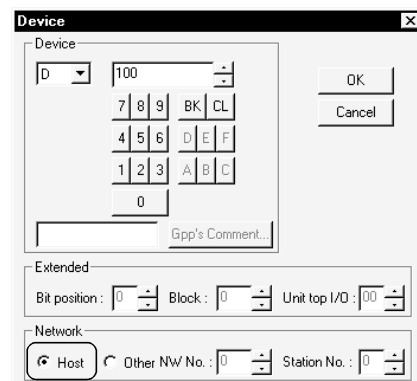 Device
Device
D 100
OK
7 8 9 BK CL
Cancel
4 5 6 D E F
1 2 3 A B C
0
Gpp's Comment...
Extended
Bit position : 0 Block : 0 Unit top I/O : 00
Network
Host Other NW No. : 0 Station No. : 0